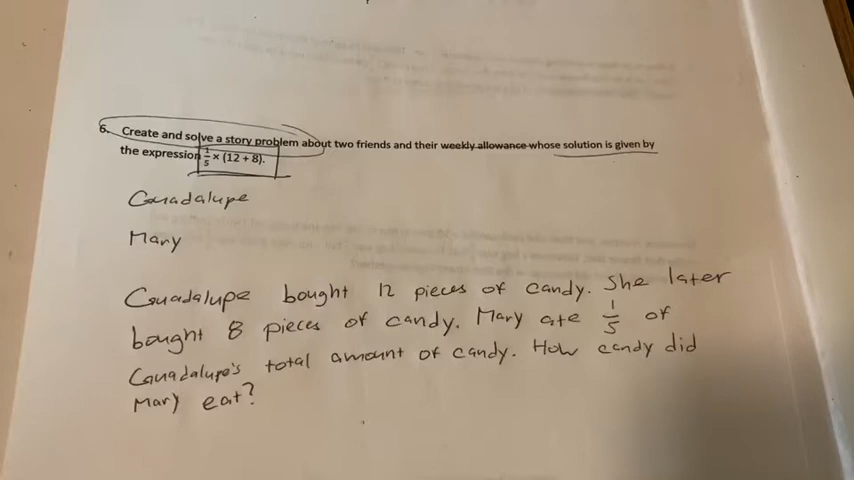 6. Create and solve a story problem about two friends and their weekly allowance whose solution is given by
the expression 1/5 × (12 + 8).
Guadalupe
Mary
Guadalupe bought 12 pieces of candy. She later
bought 8 pieces of candy. Mary ate 1/5 of
Guadalupe's total amount of candy. How candy did
Mary eat?